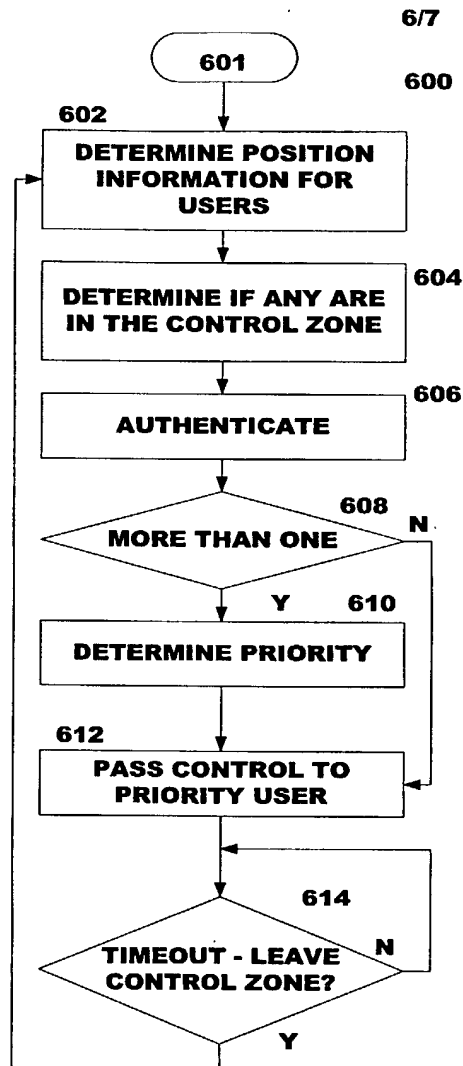 6/7
601
600
602
DETERMINE POSITION
INFORMATION FOR
USERS
604
DETERMINE IF ANY ARE
IN THE CONTROL ZONE
606
AUTHENTICATE
608
MORE THAN ONE
N
Y
610
DETERMINE PRIORITY
612
PASS CONTROL TO
PRIORITY USER
614
TIMEOUT - LEAVE
CONTROL ZONE?
N
Y